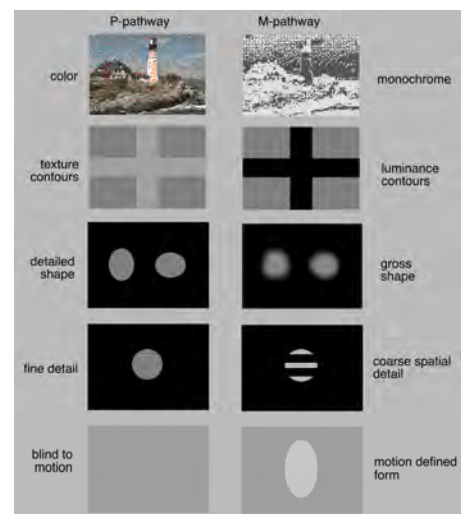 P-pathway
M-pathway
color
monochrome
texture
contours
luminance
contours
detailed
shape
gross
shape
fine detail
coarse spatial
detail
blind to
motion
motion defined
form